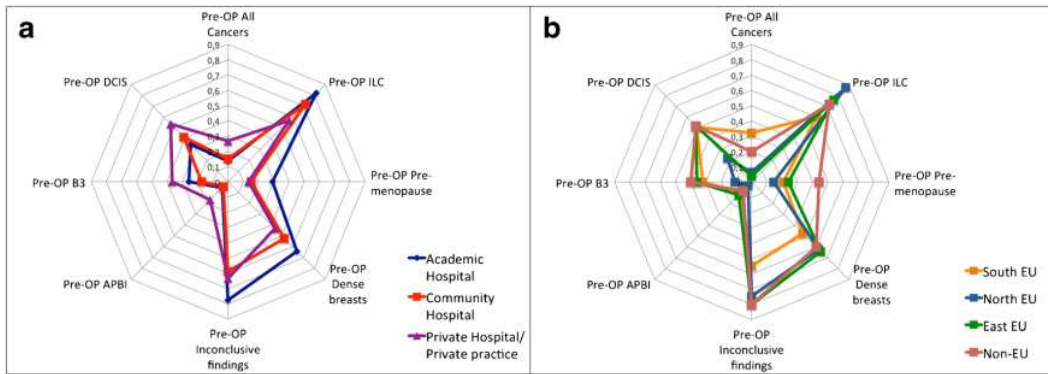 a
Pre-OP All
Cancers
Pre-OP ILC
Pre-OP Pre-
menopause
Pre-OP
Dense
breasts
Pre-OP
Inconclusive
findings
Pre-OP APBI
Pre-OP B3
Pre-OP DCIS
0,9
0,8
0,7
0,6
0,5
0,4
0,3
0,2
0,1
Academic
Hospital
Community
Hospital
Private Hospital/
Private practice
b
Pre-OP All
Cancers
Pre-OP ILC
Pre-OP Pre-
menopause
Pre-OP
Dense
breasts
Pre-OP
Inconclusive
findings
Pre-OP APBI
Pre-OP B3
Pre-OP DCIS
0,9
0,8
0,7
0,6
0,5
0,4
0,3
0,2
0,1
South EU
North EU
East EU
Non-EU